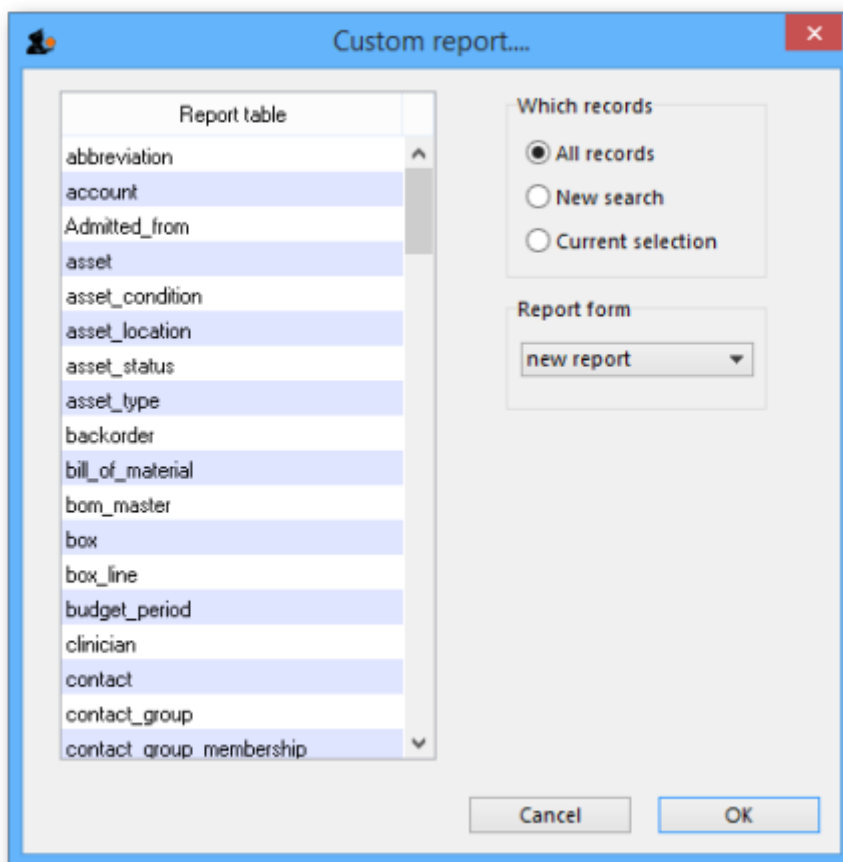 Custom report....
Report table
abbreviation
account
Admitted_from
asset
asset_condition
asset_location
asset_status
asset_type
backorder
bill_of_material
bom_master
box
box_line
budget_period
clinician
contact
contact_group
contact_group_membership
Which records
All records
New search
Current selection
Report form
new report
Cancel
OK